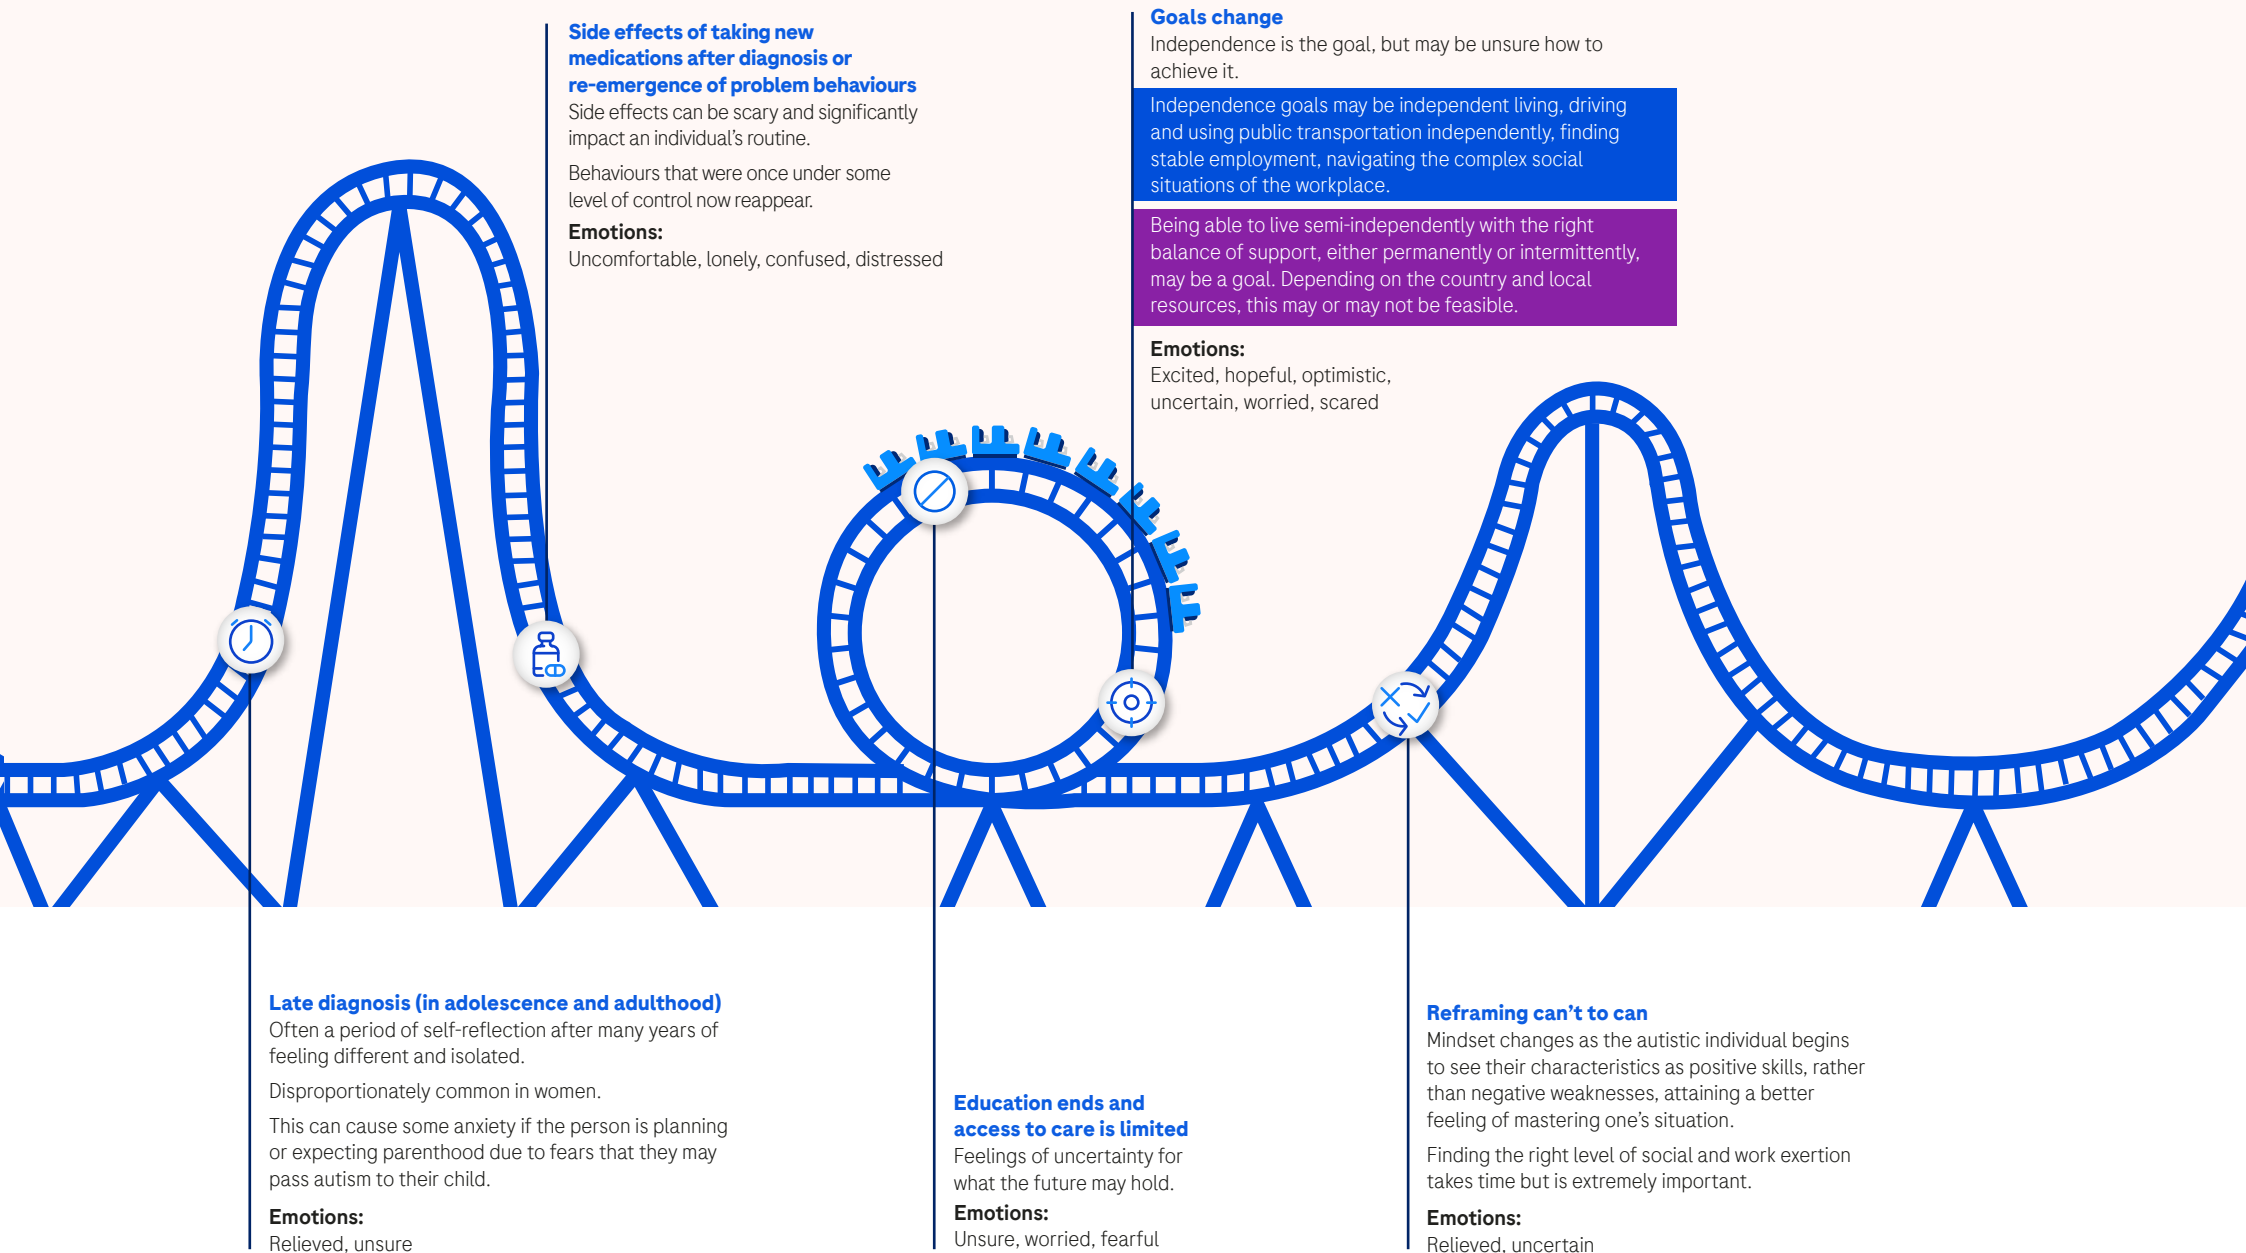 Side effects of taking new
medications after diagnosis or
re-emergence of problem behaviours
Side effects can be scary and significantly
impact an individual's routine.
Behaviours that were once under some
level of control now reappear.
Emotions:
Uncomfortable, lonely, confused, distressed
Goals change
Independence is the goal, but may be unsure how to
achieve it.
Independence goals may be independent living, driving
and using public transportation independently, finding
stable employment, navigating the complex social
situations of the workplace.
Being able to live semi-independently with the right
balance of support, either permanently or intermittently,
may be a goal. Depending on the country and local
resources, this may or may not be feasible.
Emotions:
Excited, hopeful, optimistic,
uncertain, worried, scared
Late diagnosis (in adolescence and adulthood)
Often a period of self-reflection after many years of
feeling different and isolated.
Disproportionately common in women.
This can cause some anxiety if the person is planning
or expecting parenthood due to fears that they may
pass autism to their child.
Emotions:
Relieved, unsure
Education ends and
access to care is limited
Feelings of uncertainty for
what the future may hold.
Emotions:
Unsure, worried, fearful
Reframing can't to can
Mindset changes as the autistic individual begins
to see their characteristics as positive skills, rather
than negative weaknesses, attaining a better
feeling of mastering one's situation.
Finding the right level of social and work exertion
takes time but is extremely important.
Emotions:
Relieved, uncertain